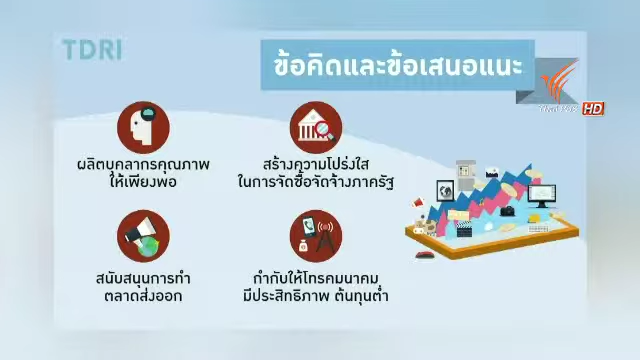 TDRI
ข้อคิดและข้อเสนอแนะ
HD
ผลิตบุคลากรคุณภาพ
ให้เพียงพอ
สร้างความโปร่งใส
ในการจัดซื้อจัดจ้างภาครัฐ
สนับสนุนการทำ
ตลาดส่งออก
กำกับให้โทรคมนาคม
มีประสิทธิภาพ ต้นทุนต่ำ